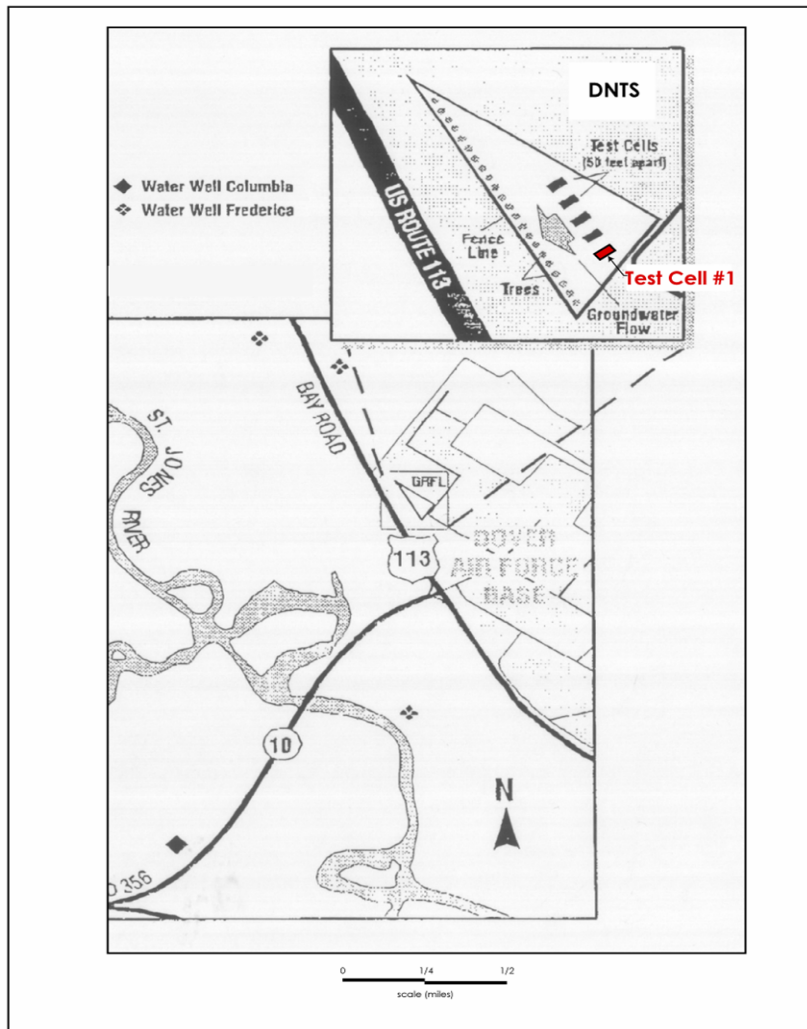 DNTS
Test Cells
(50 feet apart)
Water Well Columbia
Water Well Frederica
US ROUTE 113
Fence
Line
Trees
Test Cell #1
Groundwater
Flow
BAY ROAD
ST. JONES
RIVER
GRFL
DOVER
AIR FORCE
BASE
113
10
N
356
0 1/4 1/2
scale (miles)